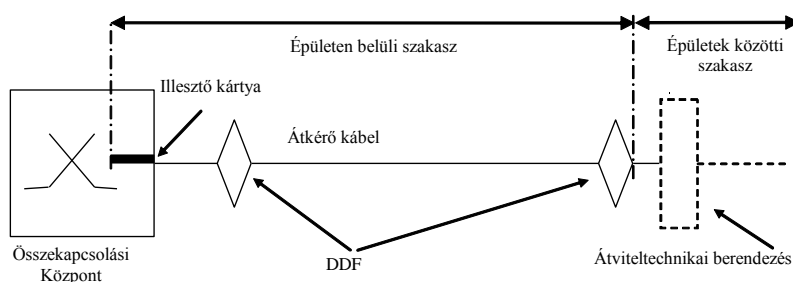 Épületen belüli szakasz
Épületek közötti
szakasz
Illesztő kártya
Átkérő kábel
Összekapcsolási
Központ
DDF
Átviteltechnikai berendezés